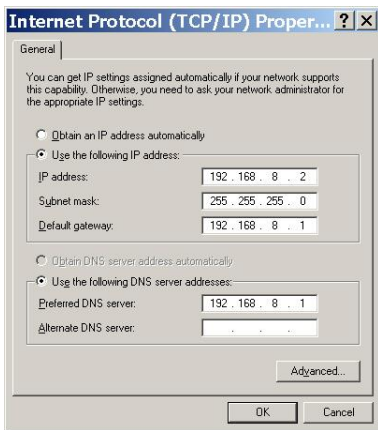 Internet Protocol (TCP/IP) Proper... ? X
General
You can get IP settings assigned automatically if your network supports
this capability. Otherwise, you need to ask your network administrator for
the appropriate IP settings.
Obtain an IP address automatically
Use the following IP address:
IP address: 192 . 168 . 8 . 2
Subnet mask: 255 . 255 . 255 . 0
Default gateway: 192 . 168 . 8 . 1
Obtain DNS server address automatically
Use the following DNS server addresses:
Preferred DNS server: 192 . 168 . 8 . 1
Alternate DNS server: . . .
Advanced...
OK Cancel